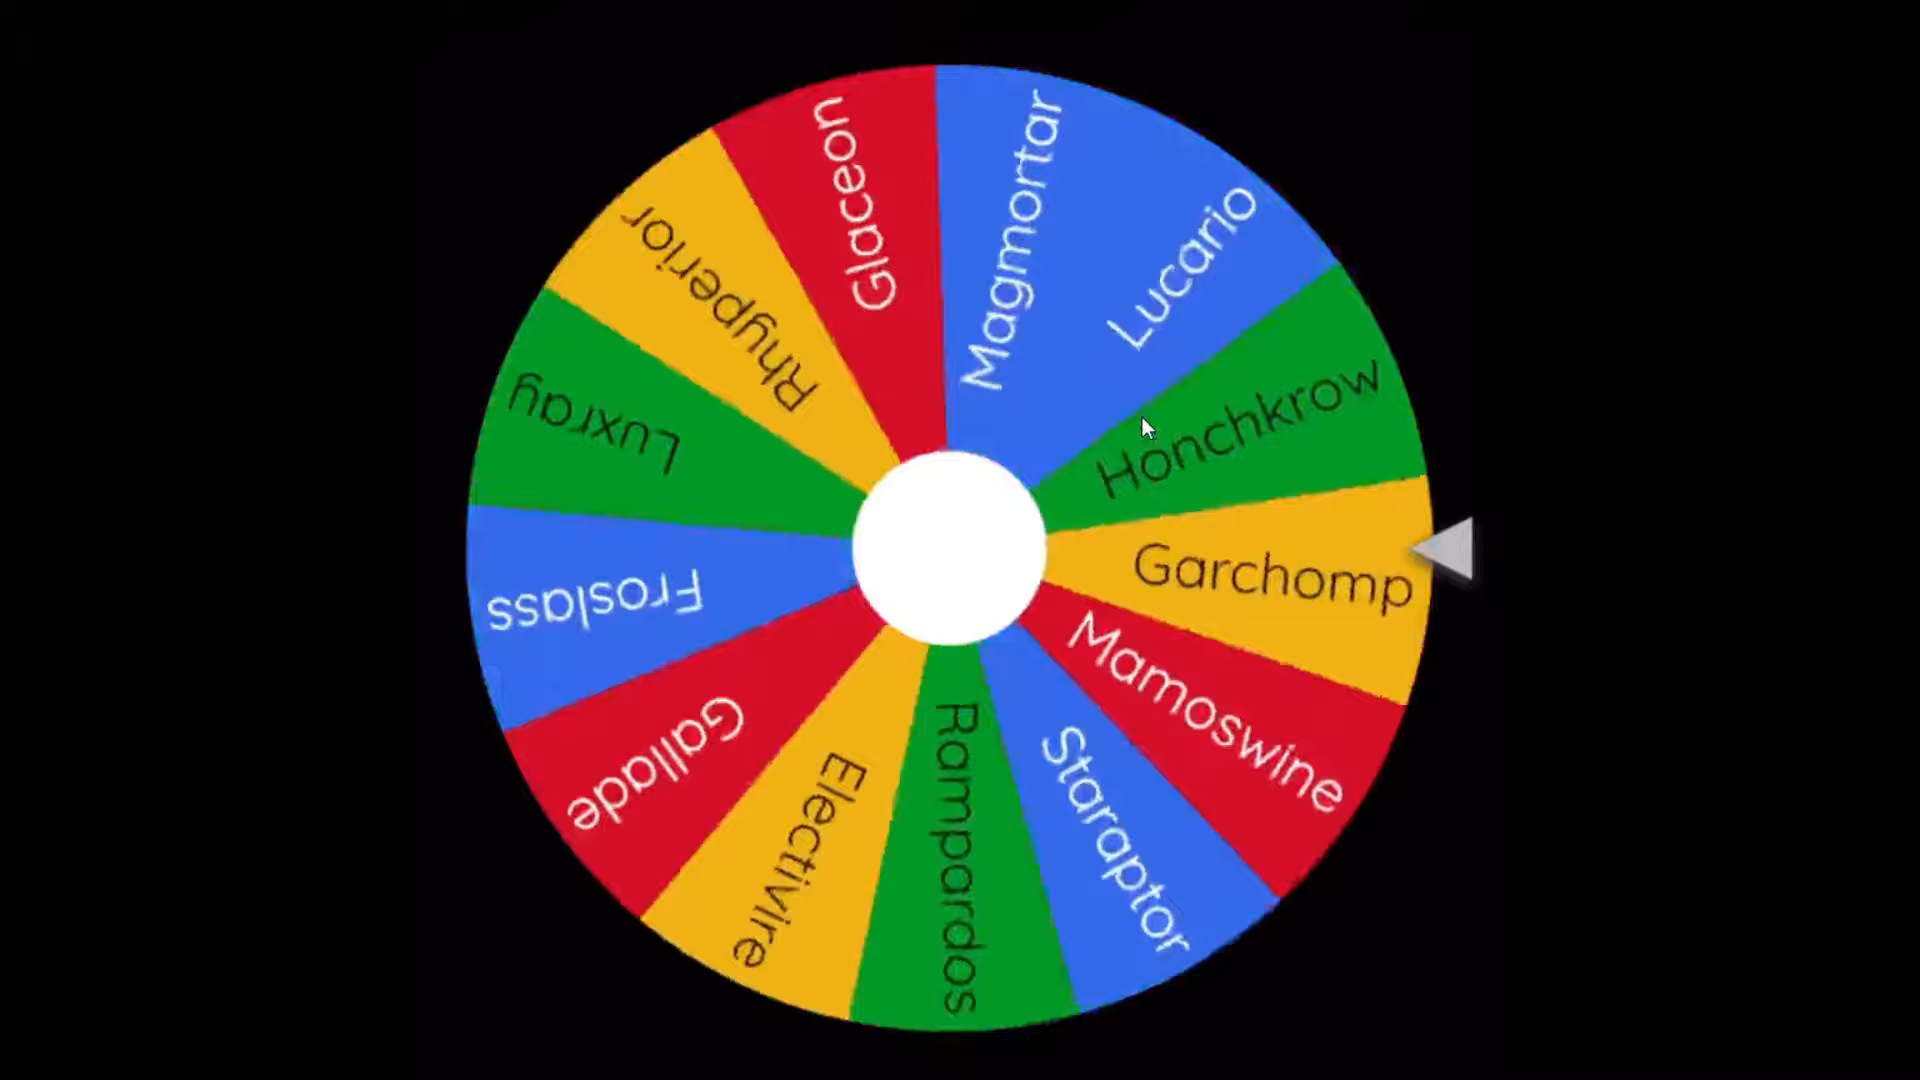 Magmortar
Lucario
Honchkrow
Garchomp
Mamoswine
Staraptor
Rampardos
Electivire
Gallade
Froslass
Luxray
Rhyperior
Glaceon